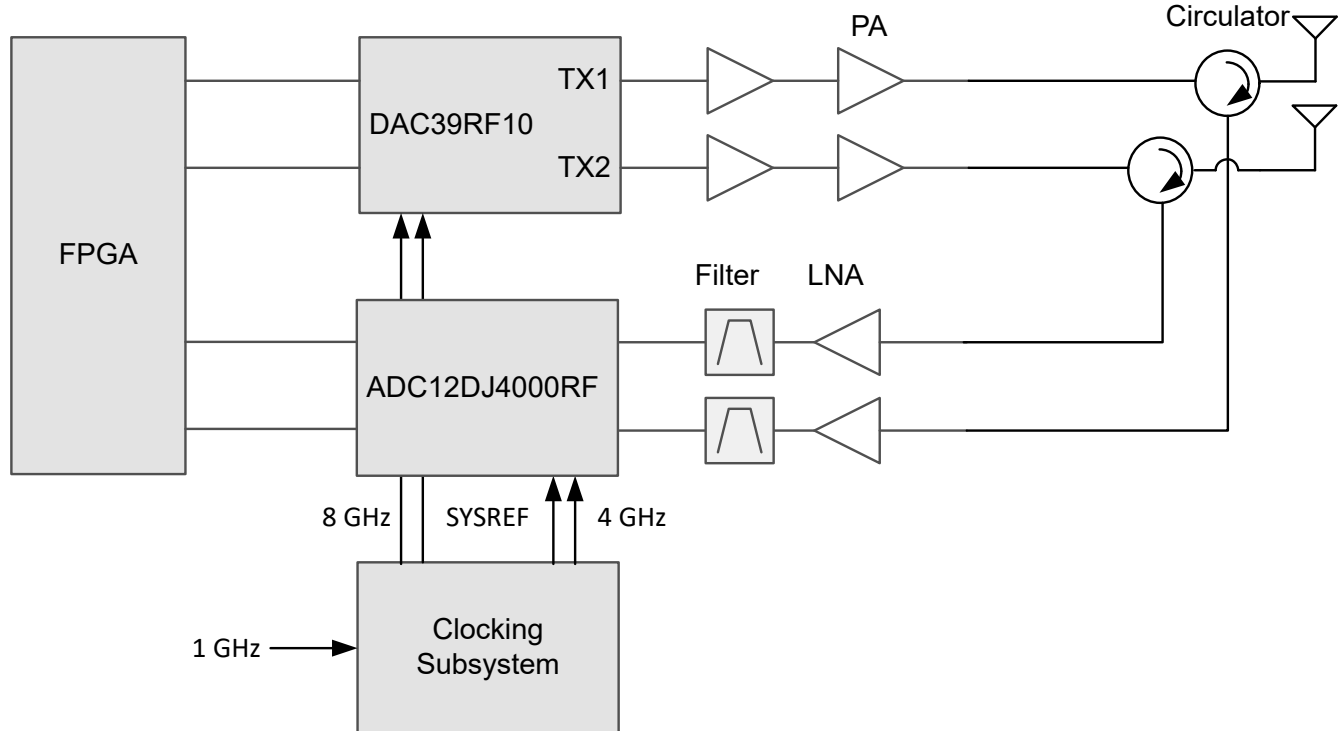 Circulator
PA
TX1
DAC39RF10
TX2
FPGA
Filter
LNA
ADC12DJ4000RF
8 GHz
SYSREF
4 GHz
Clocking
Subsystem
1 GHz